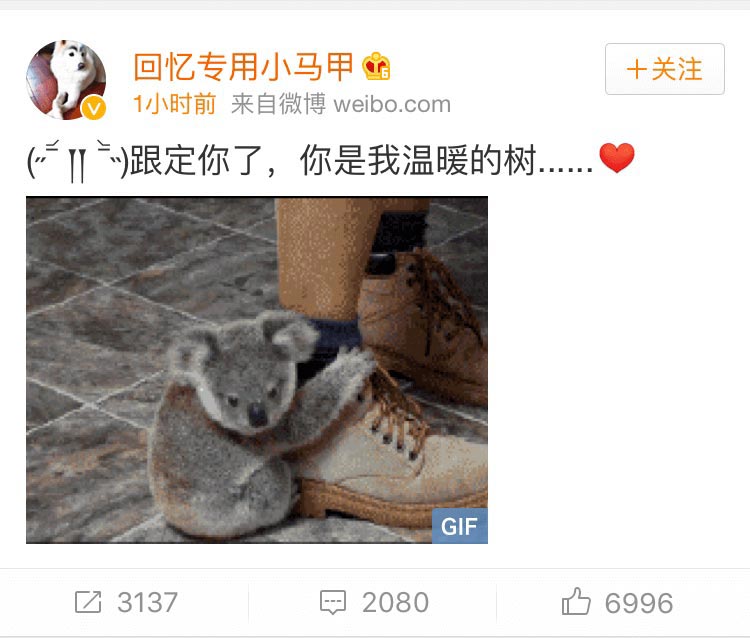 回忆专用小马甲
1小时前 来自微博 weibo.com
+关注
(˶‾᷄ ⁻̫ ‾᷅˵)跟定你了，你是我温暖的树......❤
GIF
3137
2080
6996